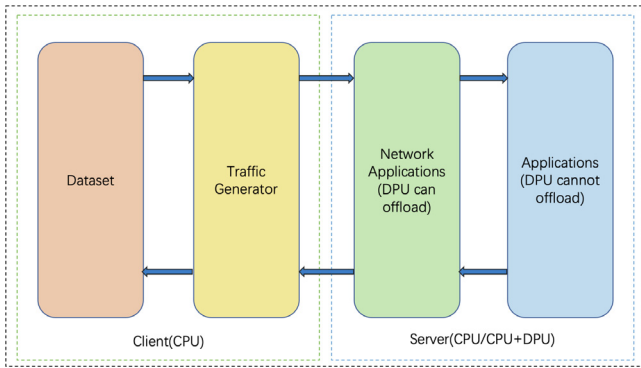 Dataset
Traffic
Generator
Network
Applications
(DPU can
offload)
Applications
(DPU cannot
offload)
Client(CPU)
Server(CPU/CPU+DPU)